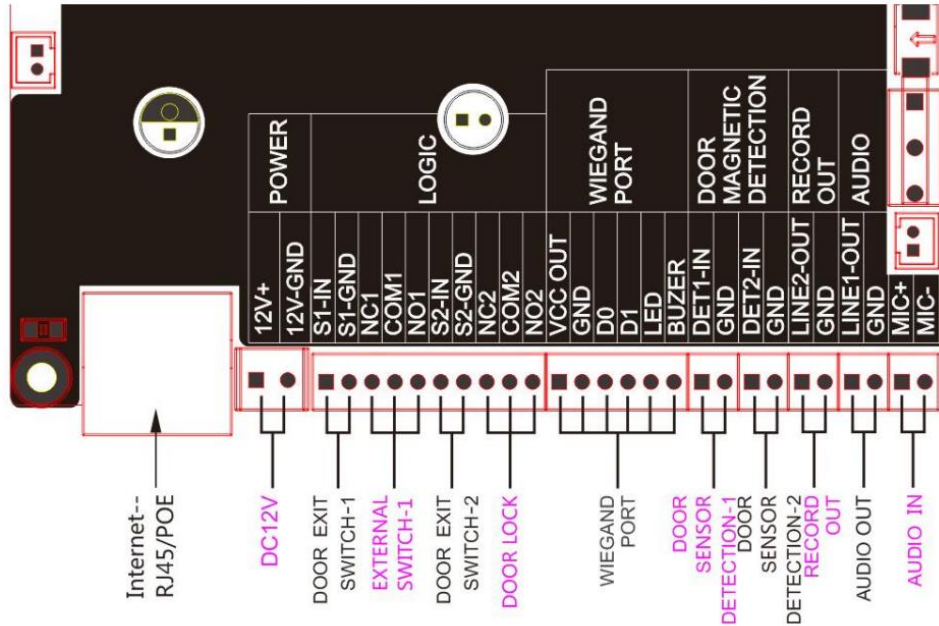 POWER
LOGIC
WIEGAND
PORT
DOOR
MAGNETIC
DETECTION
RECORD
OUT
AUDIO
12V+
12V-GND
S1-IN
S1-GND
NC1
COM1
NO1
S2-IN
S2-GND
NC2
COM2
NO2
VCC OUT
GND
D0
D1
LED
BUZER
DET1-IN
GND
DET2-IN
GND
LINE2-OUT
GND
LINE1-OUT
GND
MIC+
MIC-
Internet--
RJ45/POE
DC12V
DOOR EXIT
SWITCH-1
EXTERNAL
SWITCH-1
DOOR EXIT
SWITCH-2
DOOR LOCK
WIEGAND
PORT
DOOR
SENSOR
DETECTION-1
DOOR
SENSOR
DETECTION-2
RECORD
OUT
AUDIO OUT
AUDIO IN